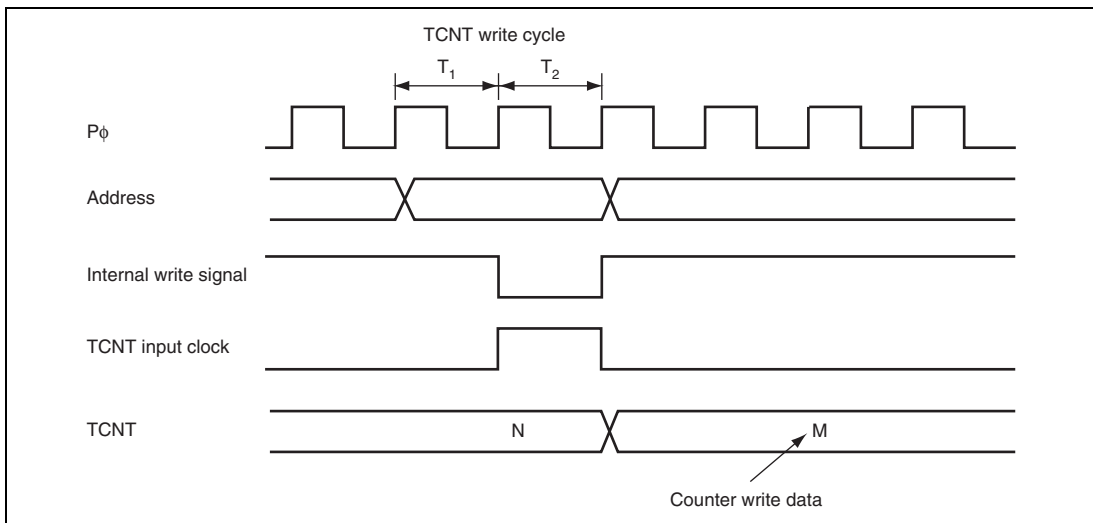 TCNT write cycle
T1 T2
Pϕ
Address
Internal write signal
TCNT input clock
TCNT N M
Counter write data